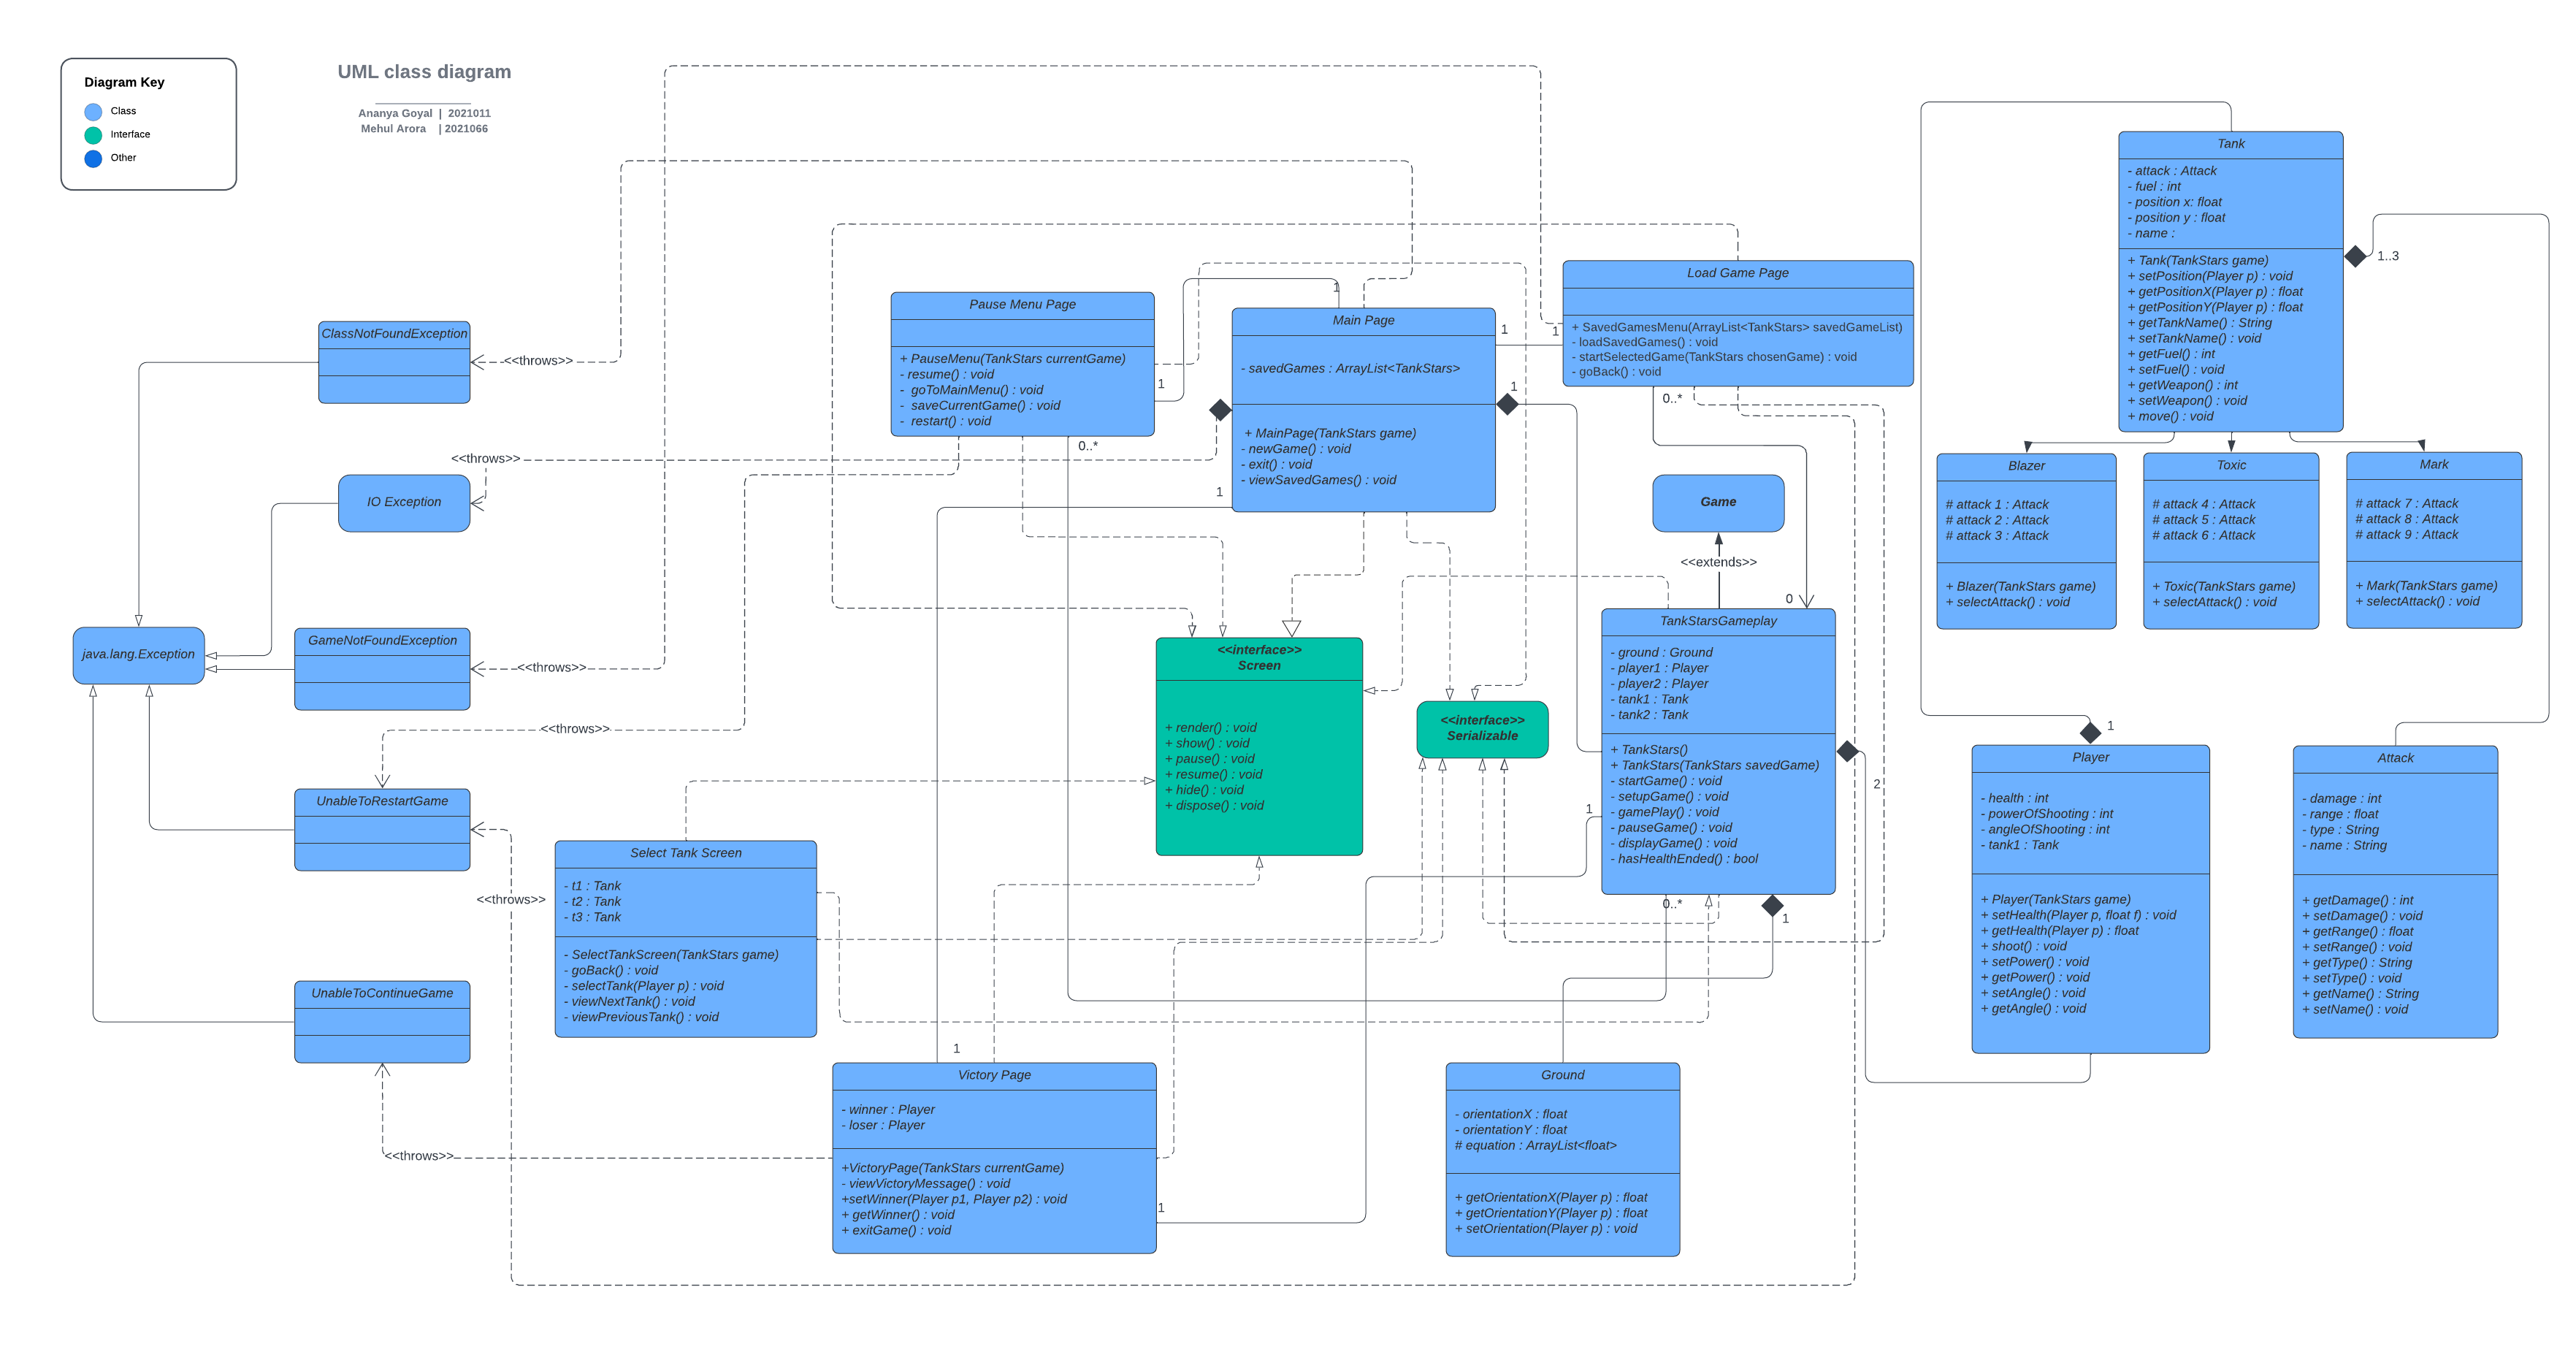 Diagram Key
Class
Interface
Other
UML class diagram
Ananya Goyal | 2021011
Mehul Arora | 2021066
ClassNotFoundException
<<throws>>
IO Exception
<<throws>>
java.lang.Exception
GameNotFoundException
<<throws>>
<<throws>>
UnableToRestartGame
<<throws>>
UnableToContinueGame
<<throws>>
Pause Menu Page
+ PauseMenu(TankStars currentGame)
- resume() : void
- goToMainMenu() : void
- saveCurrentGame() : void
- restart() : void
1
0..*
1
Main Page
- savedGames : ArrayList<TankStars>
+ MainPage(TankStars game)
- newGame() : void
- exit() : void
- viewSavedGames() : void
1
1
1
1
Load Game Page
+ SavedGamesMenu(ArrayList<TankStars> savedGameList)
- loadSavedGames() : void
- startSelectedGame(TankStars chosenGame) : void
- goBack() : void
0..*
Game
<<extends>>
0
<<interface>>
Screen
+ render() : void
+ show() : void
+ pause() : void
+ resume() : void
+ hide() : void
+ dispose() : void
<<interface>>
Serializable
TankStarsGameplay
- ground : Ground
- player1 : Player
- player2 : Player
- tank1 : Tank
- tank2 : Tank
+ TankStars()
+ TankStars(TankStars savedGame)
- startGame() : void
- setupGame() : void
- gamePlay() : void
- pauseGame() : void
- displayGame() : void
- hasHealthEnded() : bool
1
2
0..*
1
Select Tank Screen
- t1 : Tank
- t2 : Tank
- t3 : Tank
- SelectTankScreen(TankStars game)
- goBack() : void
- selectTank(Player p) : void
- viewNextTank() : void
- viewPreviousTank() : void
1
Victory Page
- winner : Player
- loser : Player
+VictoryPage(TankStars currentGame)
- viewVictoryMessage() : void
+setWinner(Player p1, Player p2) : void
+ getWinner() : void
+ exitGame() : void
1
Ground
- orientationX : float
- orientationY : float
# equation : ArrayList<float>
+ getOrientationX(Player p) : float
+ getOrientationY(Player p) : float
+ setOrientation(Player p) : void
Tank
- attack : Attack
- fuel : int
- position x: float
- position y : float
- name :
+ Tank(TankStars game)
+ setPosition(Player p) : void
+ getPositionX(Player p) : float
+ getPositionY(Player p) : float
+ getTankName() : String
+ setTankName() : void
+ getFuel() : int
+ setFuel() : void
+ getWeapon() : int
+ setWeapon() : void
+ move() : void
1..3
Blazer
# attack 1 : Attack
# attack 2 : Attack
# attack 3 : Attack
+ Blazer(TankStars game)
+ selectAttack() : void
Toxic
# attack 4 : Attack
# attack 5 : Attack
# attack 6 : Attack
+ Toxic(TankStars game)
+ selectAttack() : void
Mark
# attack 7 : Attack
# attack 8 : Attack
# attack 9 : Attack
+ Mark(TankStars game)
+ selectAttack() : void
1
Player
- health : int
- powerOfShooting : int
- angleOfShooting : int
- tank1 : Tank
+ Player(TankStars game)
+ setHealth(Player p, float f) : void
+ getHealth(Player p) : float
+ shoot() : void
+ setPower() : void
+ getPower() : void
+ setAngle() : void
+ getAngle() : void
Attack
- damage : int
- range : float
- type : String
- name : String
+ getDamage() : int
+ setDamage() : void
+ getRange() : float
+ setRange() : void
+ getType() : String
+ setType() : void
+ getName() : String
+ setName() : void